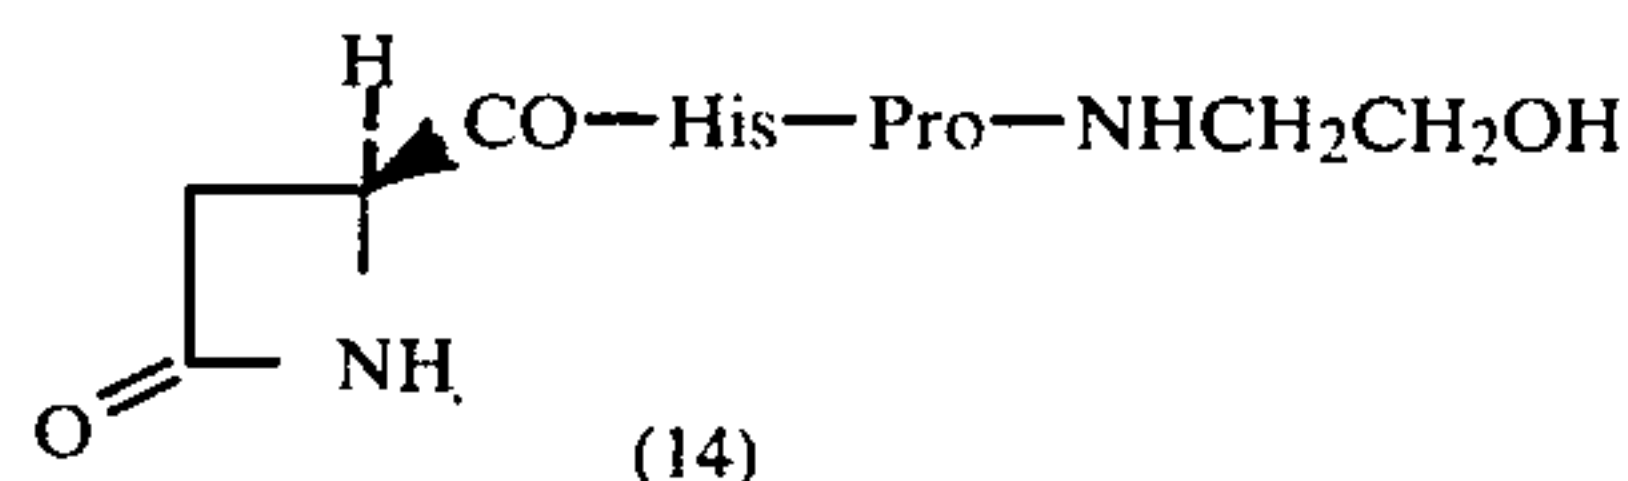 H
CO-His-Pro-NHCH₂CH₂OH
NH
O
(14)